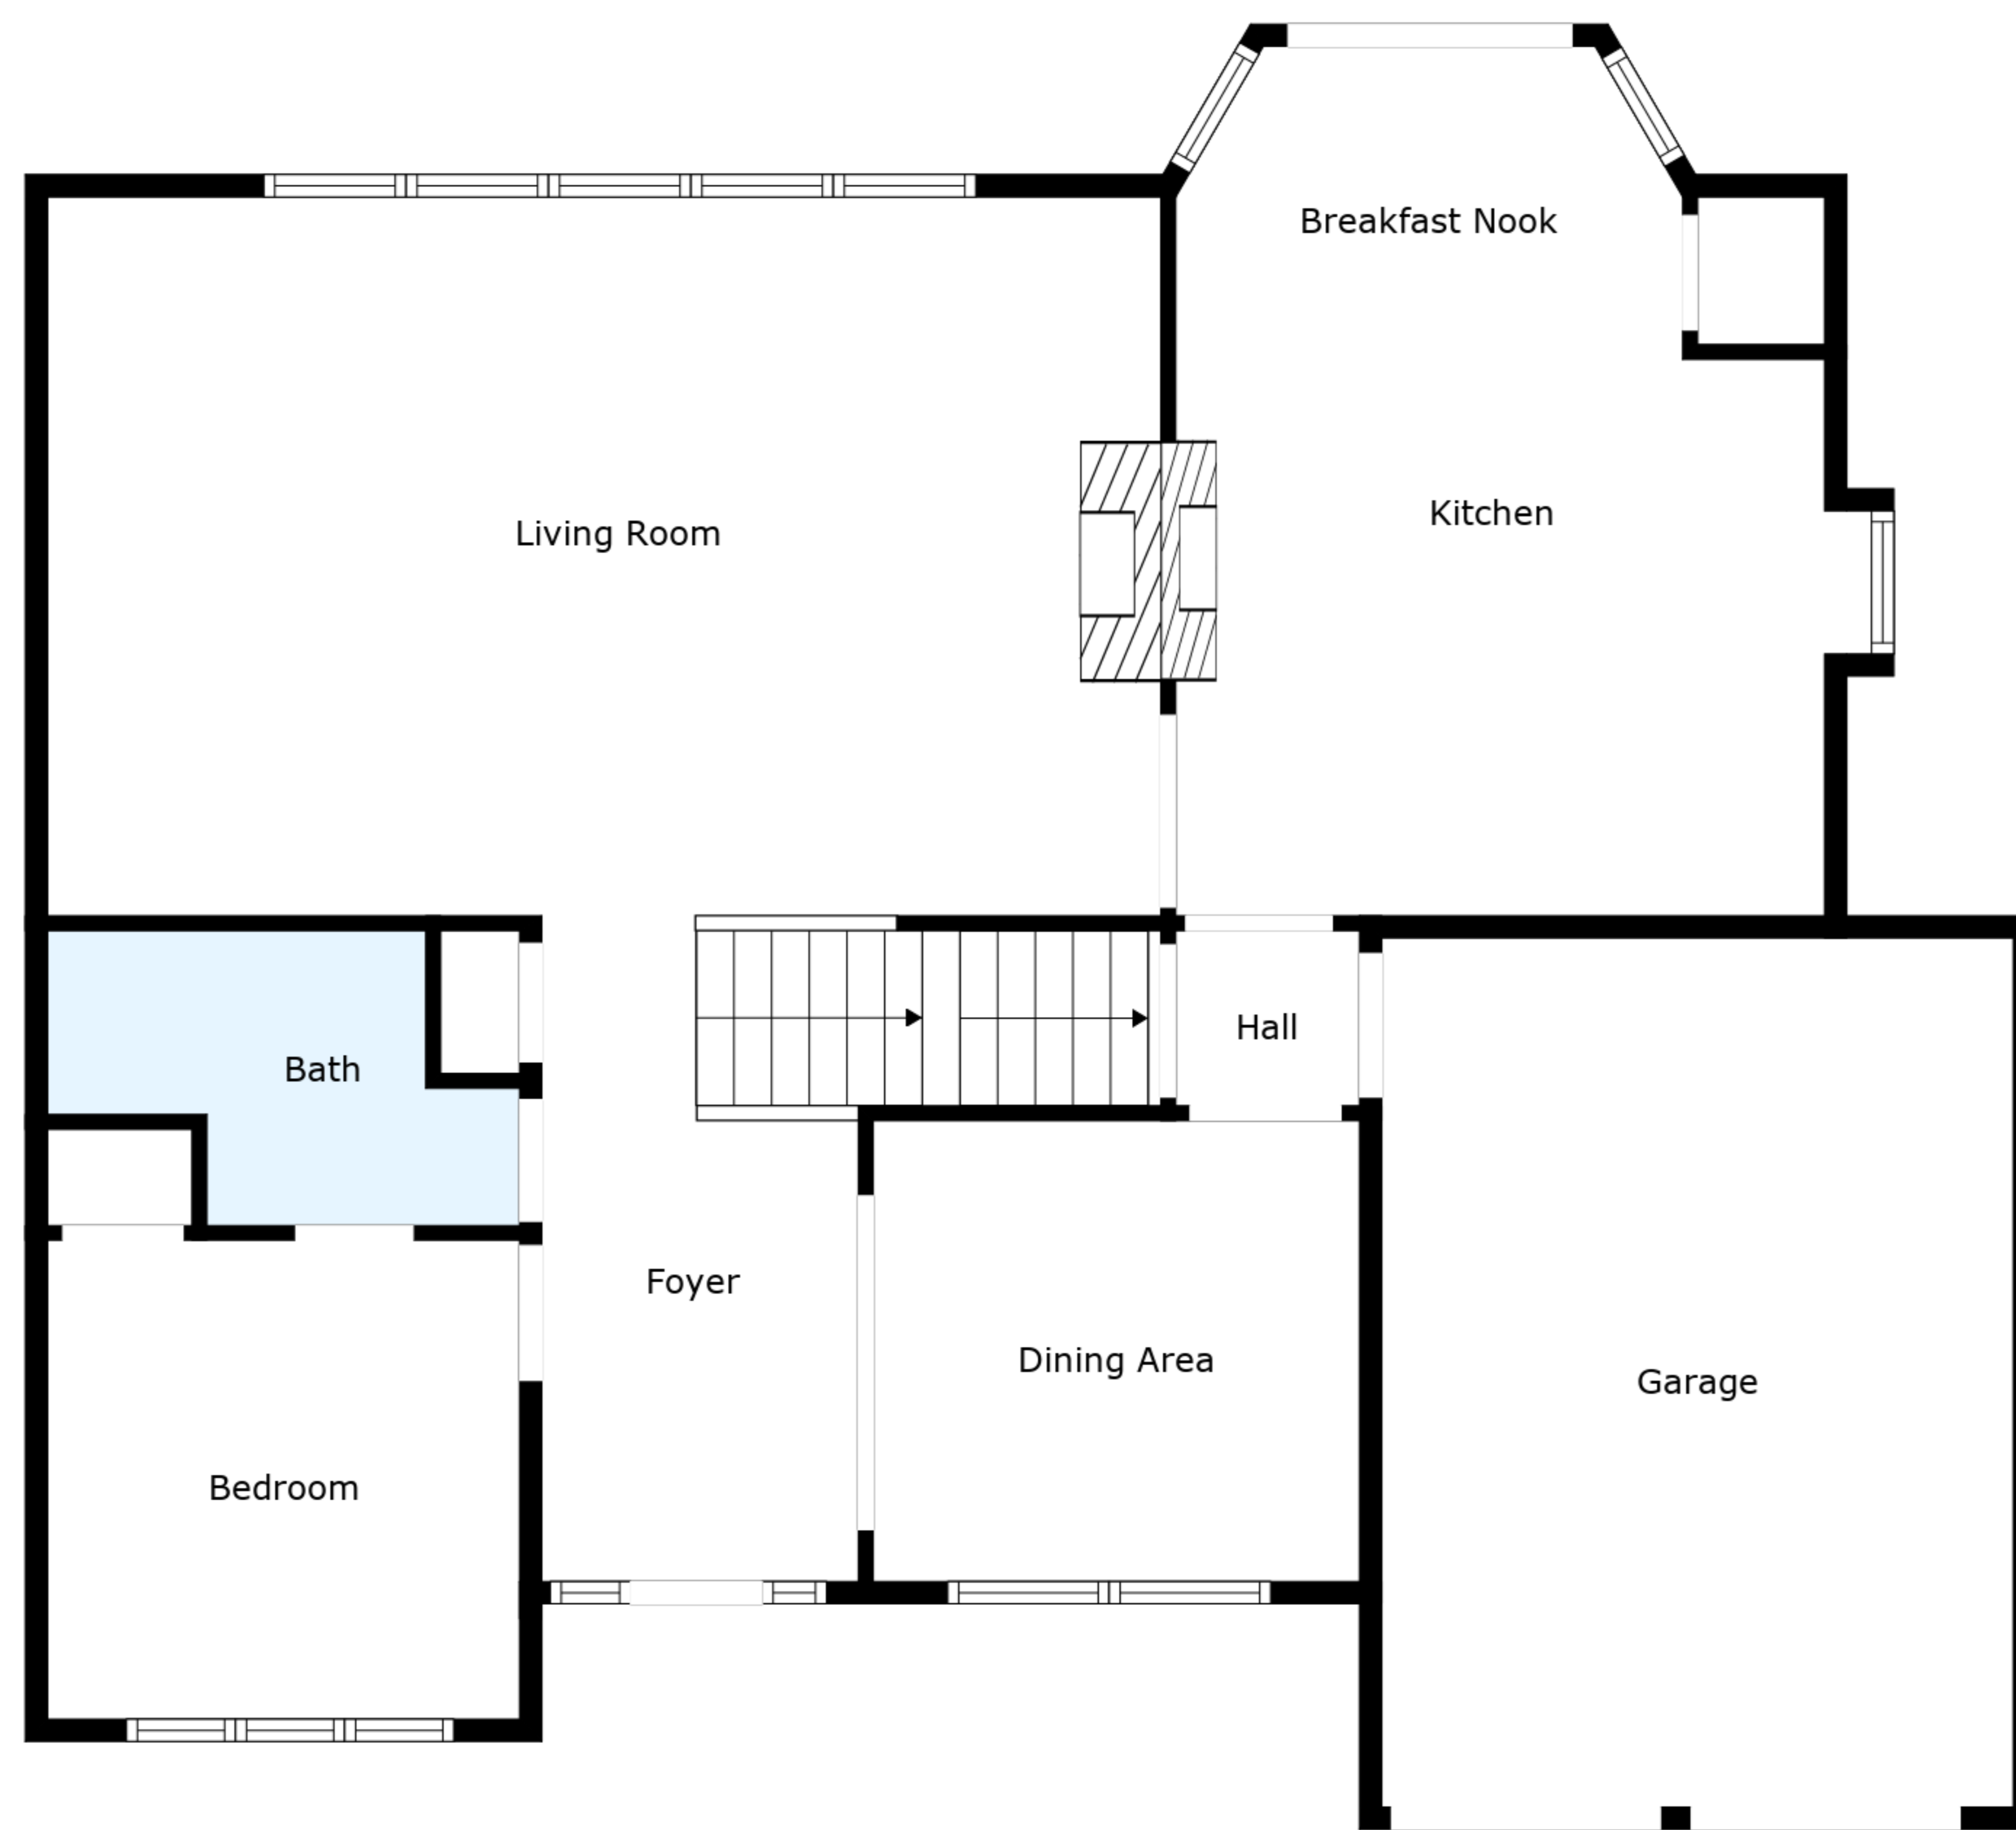 Breakfast Nook
Kitchen
Living Room
Hall
Bath
Foyer
Dining Area
Garage
Bedroom